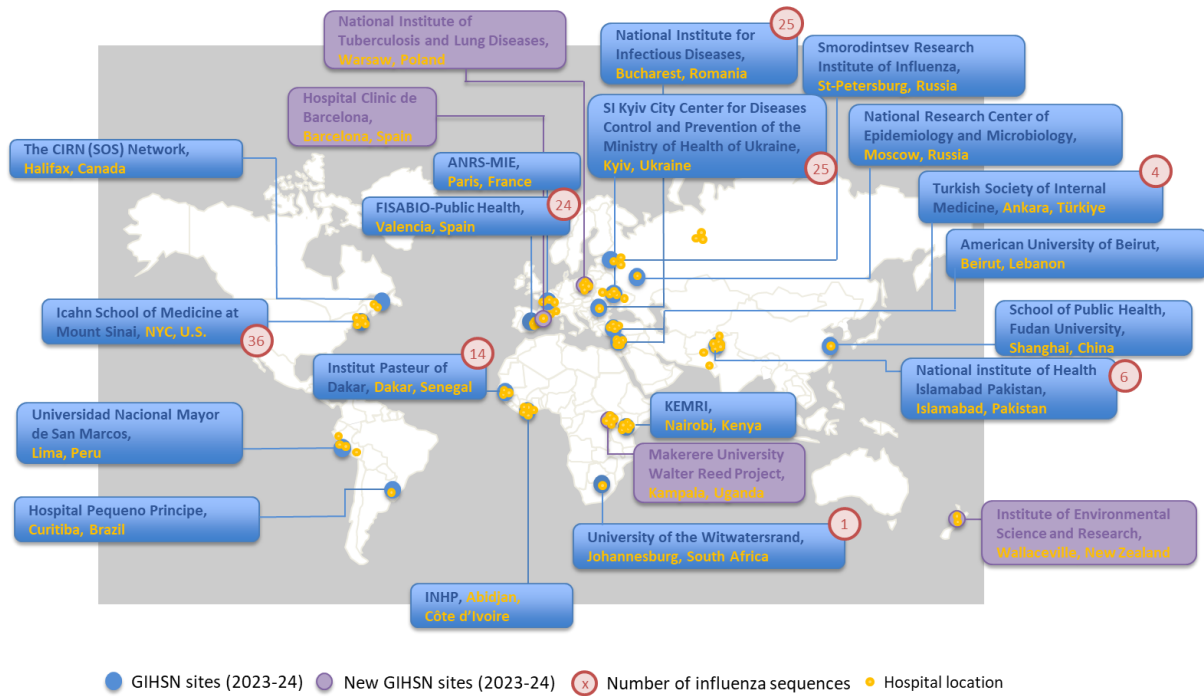 National Institute of
Tuberculosis and Lung Diseases,
Warsaw, Poland
25
National Institute for
Infectious Diseases,
Bucharest, Romania
Smorodintsev Research
Institute of Influenza,
St-Petersburg, Russia
Hospital Clinic de
Barcelona,
Barcelona, Spain
SI Kyiv City Center for Diseases
Control and Prevention of the
Ministry of Health of Ukraine,
Kyiv, Ukraine
25
National Research Center of
Epidemiology and Microbiology,
Moscow, Russia
The CIRN (SOS) Network,
Halifax, Canada
ANRS-MIE,
Paris, France
FISABIO-Public Health,
Valencia, Spain
24
Turkish Society of Internal
Medicine, Ankara, Türkiye
4
American University of Beirut,
Beirut, Lebanon
Icahn School of Medicine at
Mount Sinai, NYC, U.S.
36
School of Public Health,
Fudan University,
Shanghai, China
Institut Pasteur of
Dakar, Dakar, Senegal
14
National institute of Health
Islamabad Pakistan,
Islamabad, Pakistan
6
Universidad Nacional Mayor
de San Marcos,
Lima, Peru
KEMRI,
Nairobi, Kenya
Makerere University
Walter Reed Project,
Kampala, Uganda
Hospital Pequeno Principe,
Curitiba, Brazil
University of the Witwatersrand,
Johannesburg, South Africa
1
Institute of Environmental
Science and Research,
Wallaceville, New Zealand
INHP, Abidjan,
Côte d'Ivoire
GIHSN sites (2023-24)
New GIHSN sites (2023-24)
x
Number of influenza sequences
Hospital location